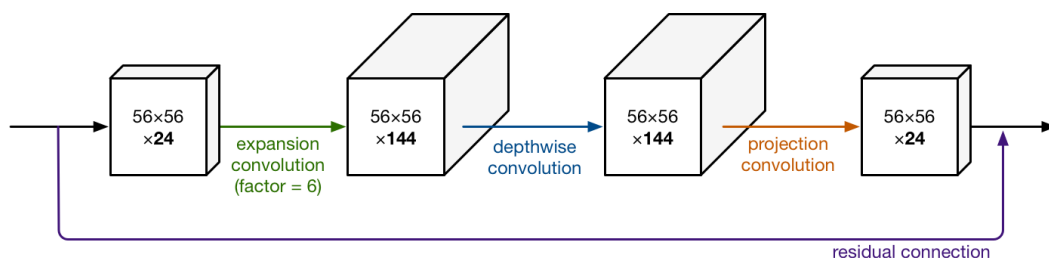 56×56
×24
expansion
convolution
(factor = 6)
56×56
×144
depthwise
convolution
56×56
×144
projection
convolution
56×56
×24
residual connection